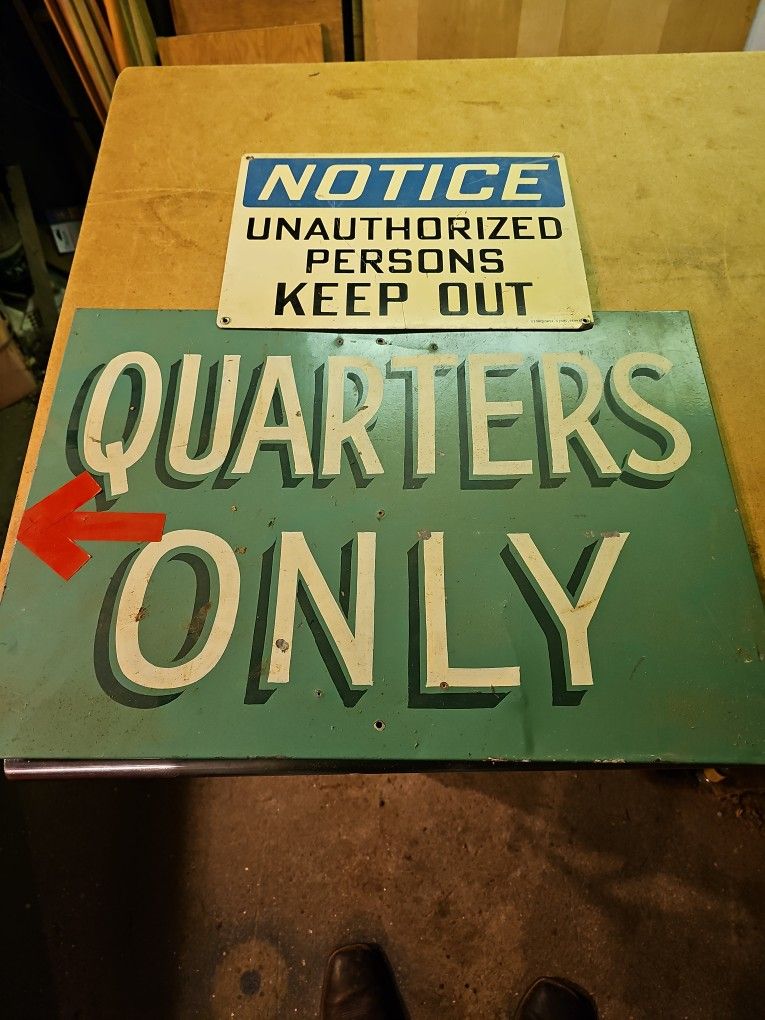 NOTICE
UNAUTHORIZED
PERSONS
KEEP OUT
QUARTERS
ONLY